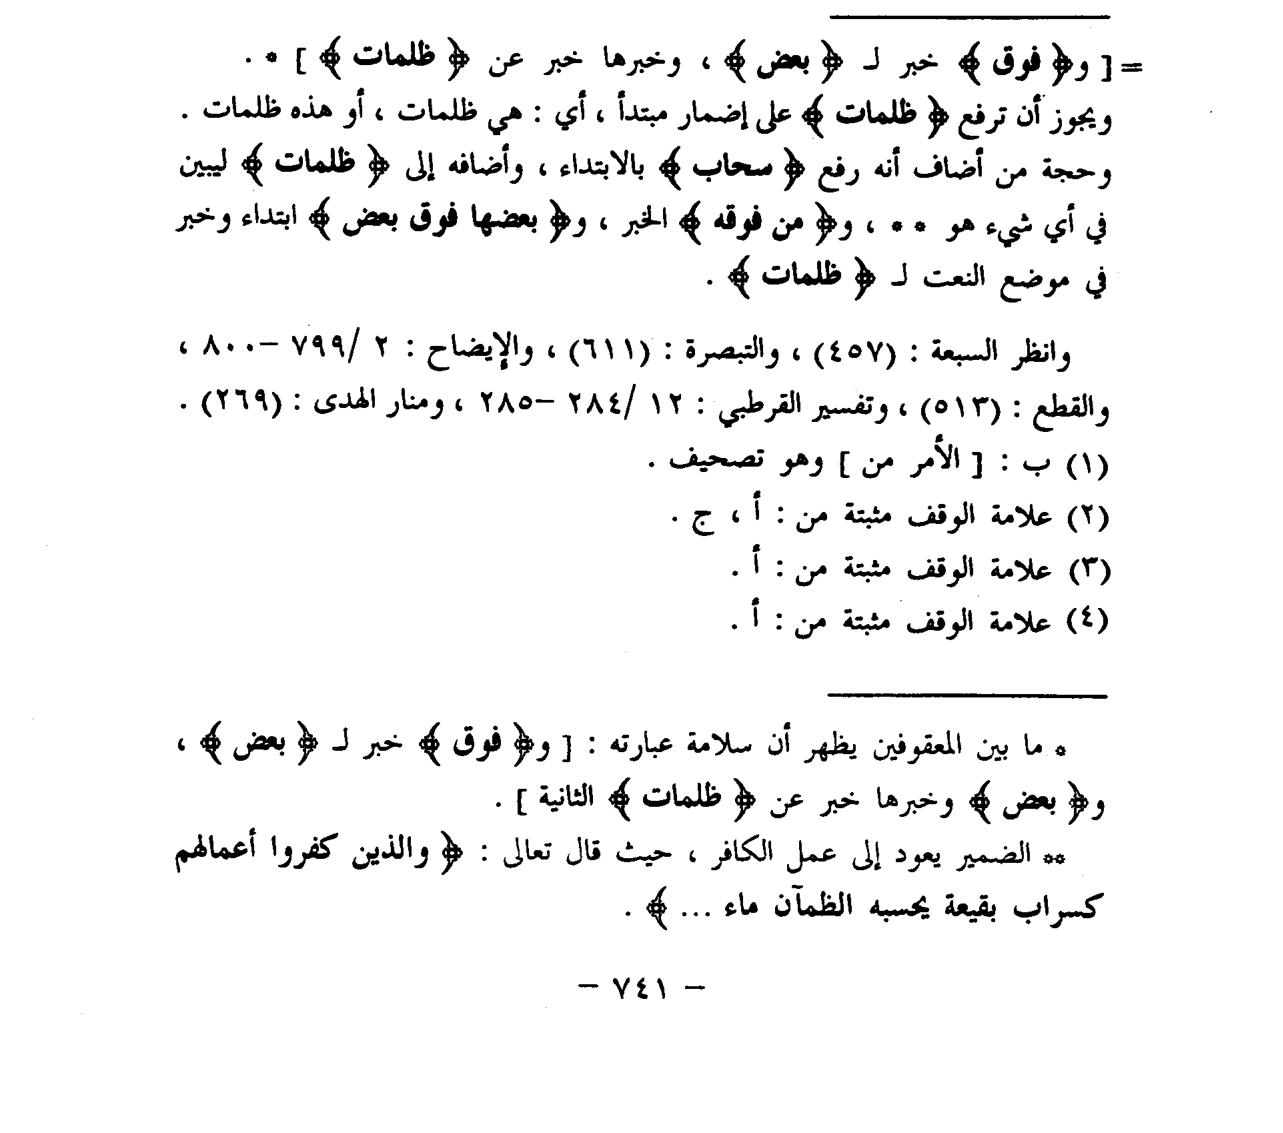 = [ و﴿ فوق ﴾ خبر لـ ﴿ بعض ﴾ ، وخبرها خبر عن ﴿ ظلمات ﴾ ] * .
ويجوز أن ترفع ﴿ ظلمات ﴾ على إضمار مبتدأ ، أي : هي ظلمات ، أو هذه ظلمات .
وحجة من أضاف أنه رفع ﴿ سحاب ﴾ بالابتداء ، وأضافه إلى ﴿ ظلمات ﴾ ليبين
في أي شيء هو * * ، و﴿ من فوقه ﴾ الخبر ، و﴿ بعضها فوق بعض ﴾ ابتداء وخبر
في موضع النعت لـ ﴿ ظلمات ﴾ .
وانظر السبعة : (٤٥٧) ، والتبصرة : (٦١١) ، والإيضاح : ٢ /٧٩٩ –٨٠٠ ،
والقطع : (٥١٣) ، وتفسير القرطبي : ١٢ /٢٨٤ –٢٨٥ ، ومنار الهدى : (٢٦٩) .
(١) ب : [ الأمر من ] وهو تصحيف .
(٢) علامة الوقف مثبتة من : أ ، ج .
(٣) علامة الوقف مثبتة من : أ .
(٤) علامة الوقف مثبتة من : أ .
* ما بين المعقوفين يظهر أن سلامة عبارته : [ و﴿ فوق ﴾ خبر لـ ﴿ بعض ﴾ ،
و﴿ بعض ﴾ وخبرها خبر عن ﴿ ظلمات ﴾ الثانية ] .
** الضمير يعود إلى عمل الكافر ، حيث قال تعالى : ﴿ والذين كفروا أعمالهم
كسراب بقيعة يحسبه الظمآن ماء ... ﴾ .
– ٧٤١ –